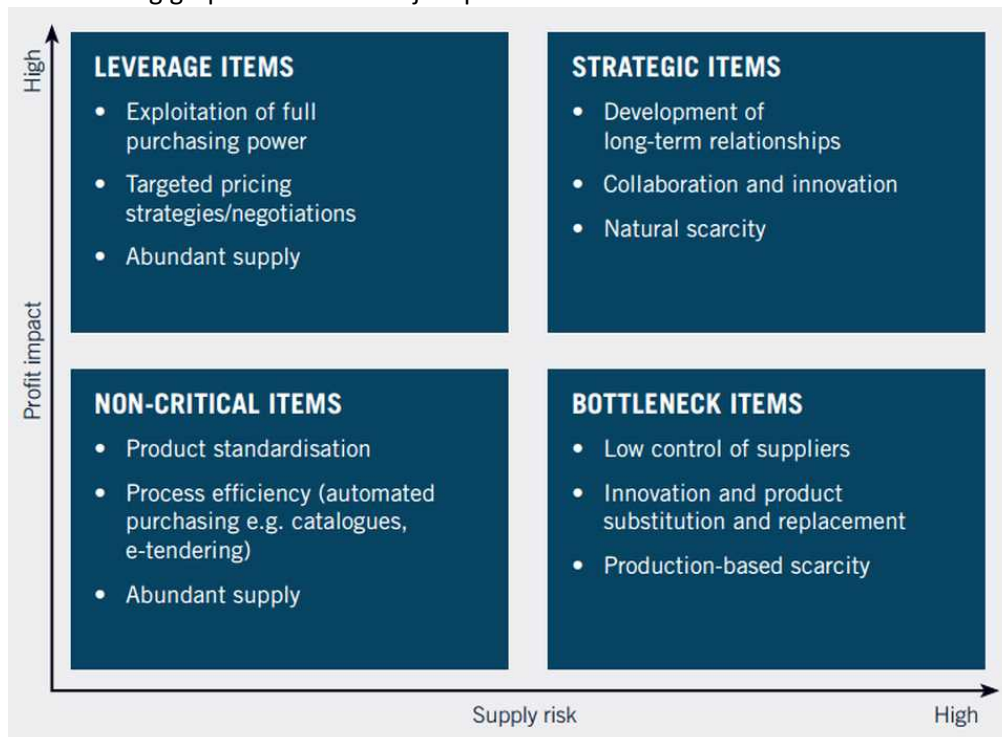 High
LEVERAGE ITEMS
• Exploitation of full
purchasing power
• Targeted pricing
strategies/negotiations
• Abundant supply
STRATEGIC ITEMS
• Development of
long-term relationships
• Collaboration and innovation
• Natural scarcity
Profit impact
NON-CRITICAL ITEMS
• Product standardisation
• Process efficiency (automated
purchasing e.g. catalogues,
e-tendering)
• Abundant supply
BOTTLENECK ITEMS
• Low control of suppliers
• Innovation and product
substitution and replacement
• Production-based scarcity
Supply risk
High